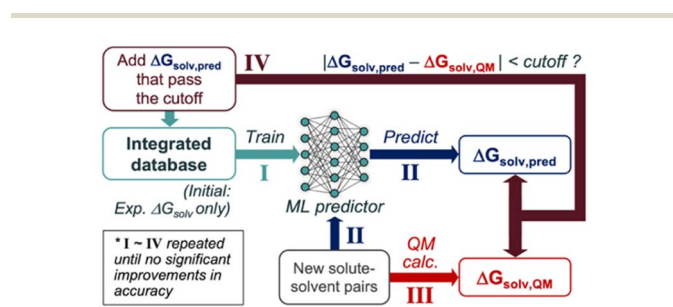 Add ΔGsolv,pred
that pass
the cutoff
IV
|ΔGsolv,pred – ΔGsolv,QM| < cutoff ?
Integrated
database
Train
I
Predict
II
ΔGsolv,pred
(Initial:
Exp. ΔGsolv only)
ML predictor
* I ~ IV repeated
until no significant
improvements in
accuracy
II
New solute-
solvent pairs
QM
calc.
III
ΔGsolv,QM